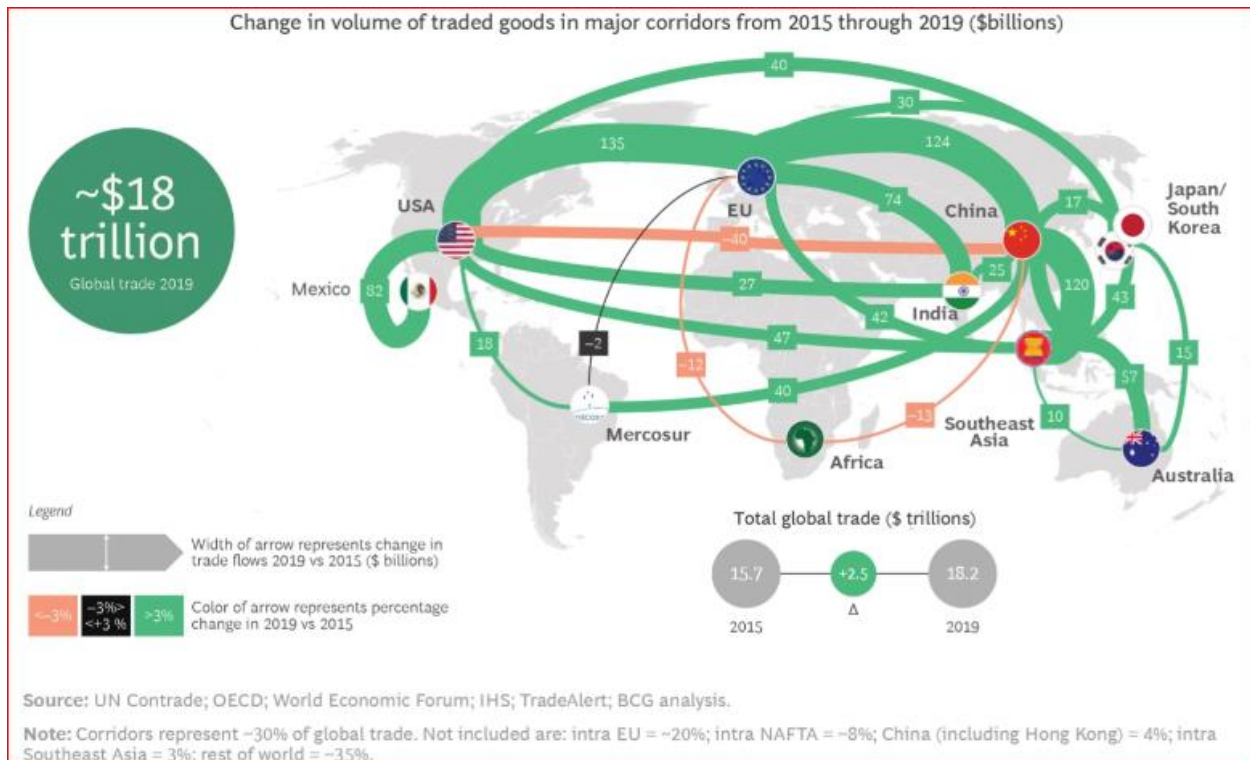 Change in volume of traded goods in major corridors from 2015 through 2019 ($billions)
~$18
trillion
Global trade 2019
40
30
135
124
USA
EU
74
China
17
Japan/
South
Korea
-40
Mexico
82
27
25
India
120
43
42
18
-2
-12
47
15
40
57
-13
10
Mercosur
Africa
Southeast
Asia
Australia
Legend
Width of arrow represents change in
trade flows 2019 vs 2015 ($ billions)
<-3%
-3%>
<+3 %
>3%
Color of arrow represents percentage
change in 2019 vs 2015
Total global trade ($ trillions)
15.7
+2.5
18.2
Δ
2015
2019
Source: UN Contrade; OECD; World Economic Forum; IHS; TradeAlert; BCG analysis.
Note: Corridors represent ~30% of global trade. Not included are: intra EU = ~20%; intra NAFTA = ~8%; China (including Hong Kong) = 4%; intra
Southeast Asia = 3%; rest of world = ~35%.